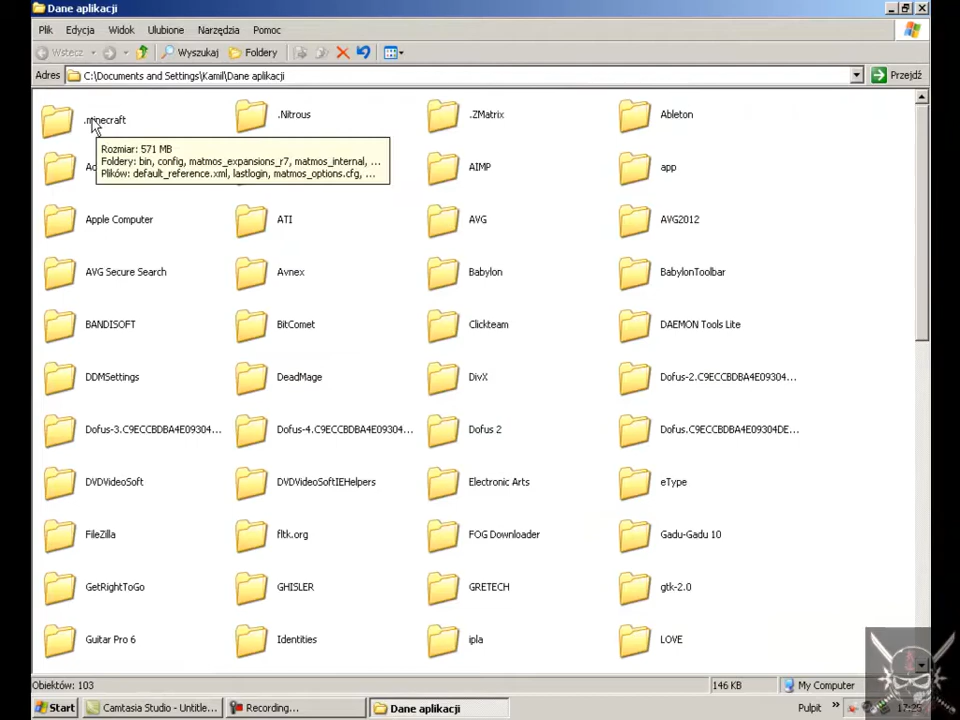 Dane aplikacji
Plik Edycja Widok Ulubione Narzędzia Pomoc
Wstecz Wyszukaj Foldery
Adres C:\Documents and Settings\Kamil\Dane aplikacji Przejdź
.minecraft .Nitrous .ZMatrix Ableton
Rozmiar: 571 MB
Foldery: bin, config, matmos_expansions_r7, matmos_internal, ...
Plików: default_reference.xml, lastlogin, matmos_options.cfg, ...
AIMP app
Apple Computer ATI AVG AVG2012
AVG Secure Search Avnex Babylon BabylonToolbar
BANDISOFT BitComet Clickteam DAEMON Tools Lite
DDMSettings DeadMage DivX Dofus-2.C9ECCBDBA4E09304...
Dofus-3.C9ECCBDBA4E09304... Dofus-4.C9ECCBDBA4E09304... Dofus 2 Dofus.C9ECCBDBA4E09304DE...
DVDVideoSoft DVDVideoSoftIEHelpers Electronic Arts eType
FileZilla fltk.org FOG Downloader Gadu-Gadu 10
GetRightToGo GHISLER GRETECH gtk-2.0
Guitar Pro 6 Identities ipla LOVE
Obiektów: 103 146 KB My Computer
Start Camtasia Studio - Untitle... Recording... Dane aplikacji Pulpit » 17:25